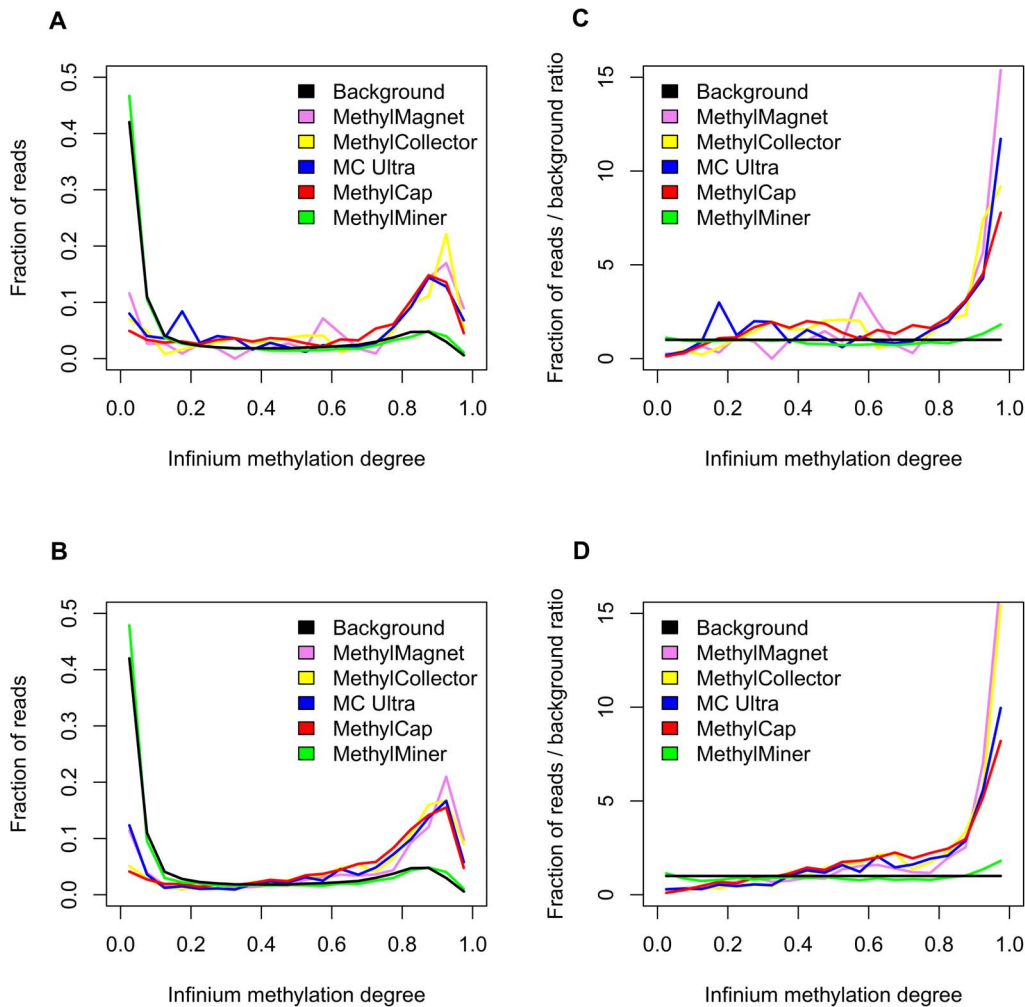 A
Fraction of reads
0.5
0.4
0.3
0.2
0.1
0.0
Background
MethylMagnet
MethylCollector
MC Ultra
MethylCap
MethylMiner
0.0 0.2 0.4 0.6 0.8 1.0
Infinium methylation degree
C
Fraction of reads / background ratio
15
10
5
0
Background
MethylMagnet
MethylCollector
MC Ultra
MethylCap
MethylMiner
0.0 0.2 0.4 0.6 0.8 1.0
Infinium methylation degree
B
Fraction of reads
0.5
0.4
0.3
0.2
0.1
0.0
Background
MethylMagnet
MethylCollector
MC Ultra
MethylCap
MethylMiner
0.0 0.2 0.4 0.6 0.8 1.0
Infinium methylation degree
D
Fraction of reads / background ratio
15
10
5
0
Background
MethylMagnet
MethylCollector
MC Ultra
MethylCap
MethylMiner
0.0 0.2 0.4 0.6 0.8 1.0
Infinium methylation degree